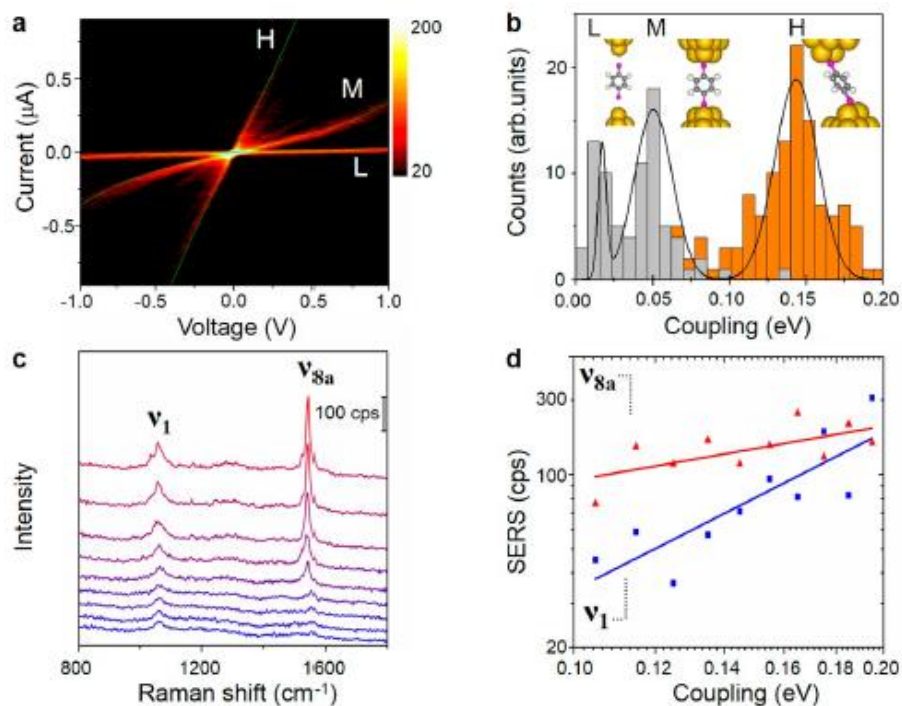 a
H
M
L
200
20
0.5
0.0
-0.5
Current (μA)
-1.0 -0.5 0.0 0.5 1.0
Voltage (V)
b
L M H
20
10
0
Counts (arb.units)
0.00 0.05 0.10 0.15 0.20
Coupling (eV)
c
ν1
ν8a
100 cps
Intensity
800 1200 1600
Raman shift (cm-1)
d
ν8a
ν1
300
100
20
SERS (cps)
0.10 0.12 0.14 0.16 0.18 0.20
Coupling (eV)